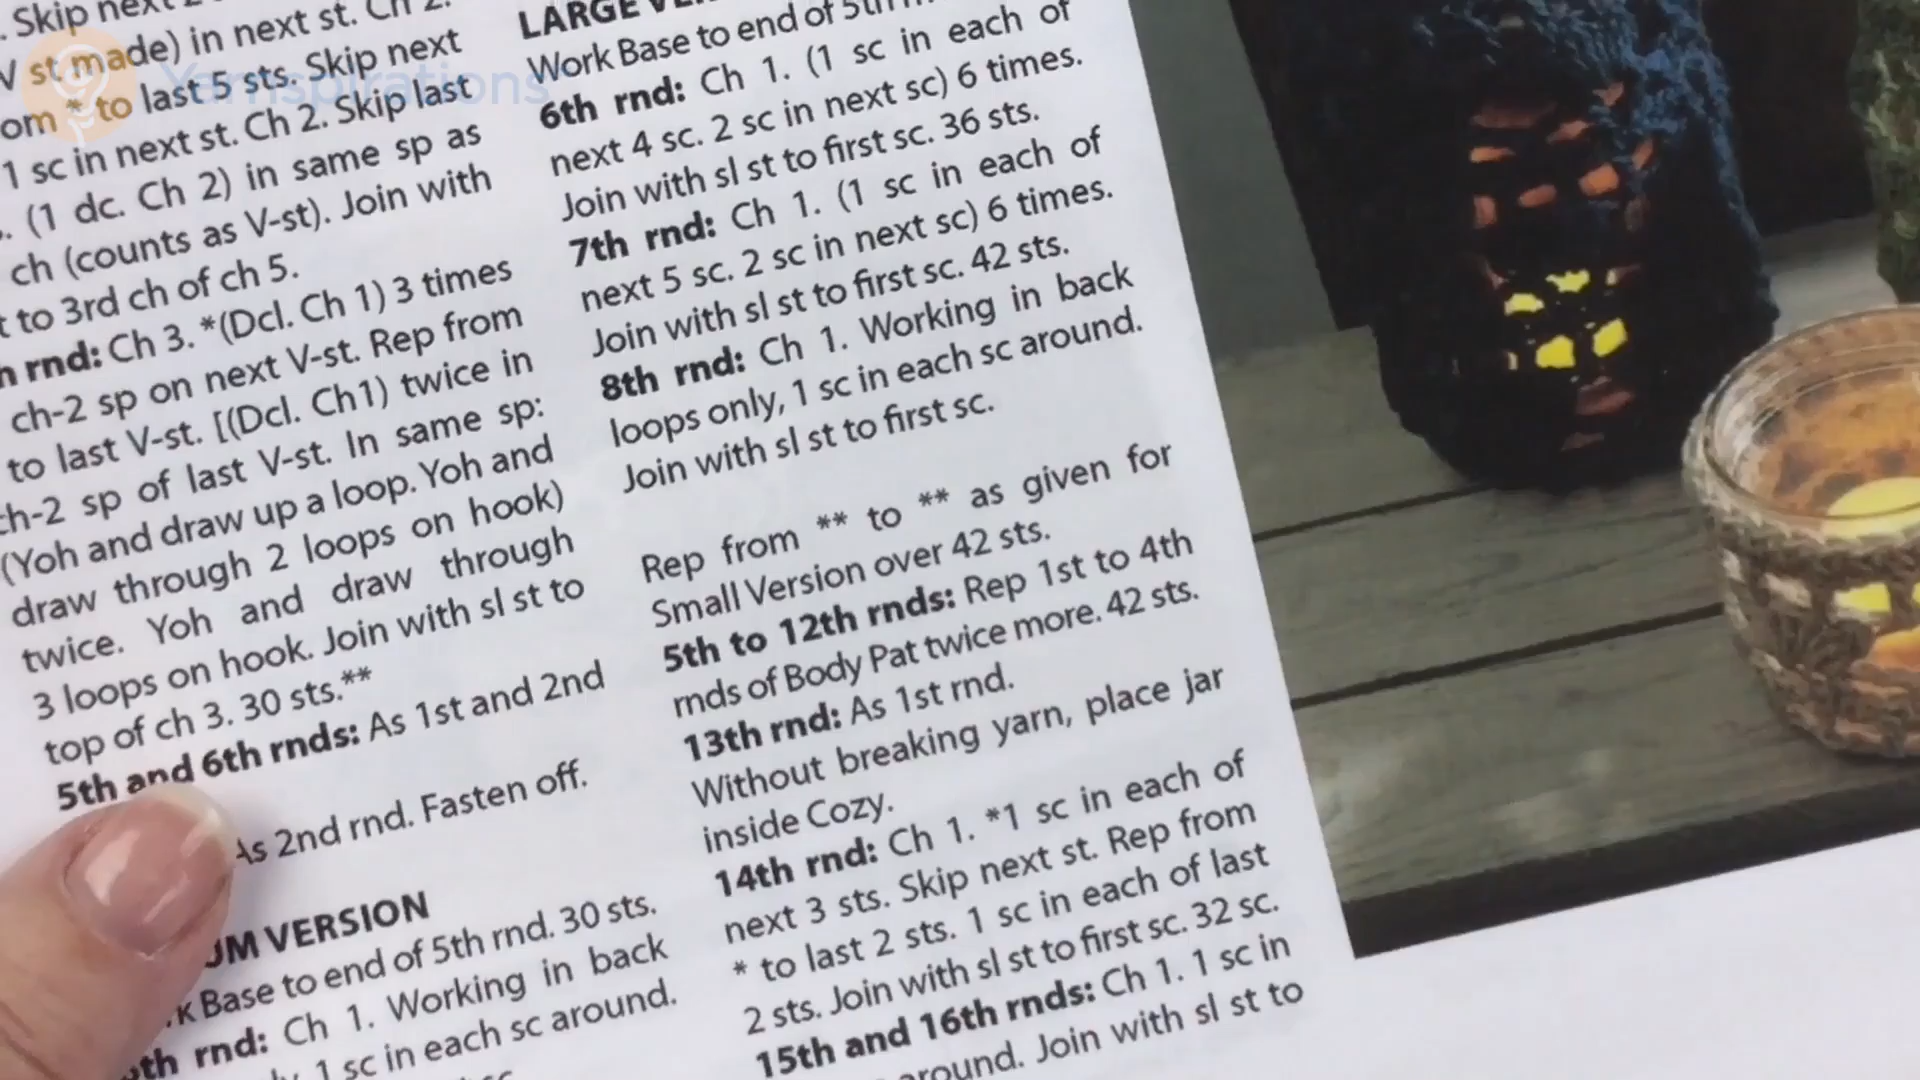 . Skip next
V st made) in next st. Ch 2.
om * to last 5 sts. Skip next
1 sc in next st. Ch 2. Skip last
. (1 dc. Ch 2) in same sp as
ch (counts as V-st). Join with
t to 3rd ch of ch 5.
h rnd: Ch 3. *(Dcl. Ch 1) 3 times
ch-2 sp on next V-st. Rep from
to last V-st. [(Dcl. Ch1) twice in
ch-2 sp of last V-st. In same sp:
(Yoh and draw up a loop. Yoh and
draw through 2 loops on hook)
twice. Yoh and draw through
3 loops on hook. Join with sl st to
top of ch 3. 30 sts.**
5th and 6th rnds: As 1st and 2nd
As 2nd rnd. Fasten off.
UM VERSION
k Base to end of 5th rnd. 30 sts.
th rnd: Ch 1. Working in back
1 sc in each sc around.
LARGE
Work Base to end of 5th
6th rnd: Ch 1. (1 sc in each of
next 4 sc. 2 sc in next sc) 6 times.
Join with sl st to first sc. 36 sts.
7th rnd: Ch 1. (1 sc in each of
next 5 sc. 2 sc in next sc) 6 times.
Join with sl st to first sc. 42 sts.
8th rnd: Ch 1. Working in back
loops only, 1 sc in each sc around.
Join with sl st to first sc.
Rep from ** to ** as given for
Small Version over 42 sts.
5th to 12th rnds: Rep 1st to 4th
rnds of Body Pat twice more. 42 sts.
13th rnd: As 1st rnd.
Without breaking yarn, place jar
inside Cozy.
14th rnd: Ch 1. *1 sc in each of
next 3 sts. Skip next st. Rep from
* to last 2 sts. 1 sc in each of last
2 sts. Join with sl st to first sc. 32 sc.
15th and 16th rnds: Ch 1. 1 sc in
around. Join with sl st to
Yarnspirations